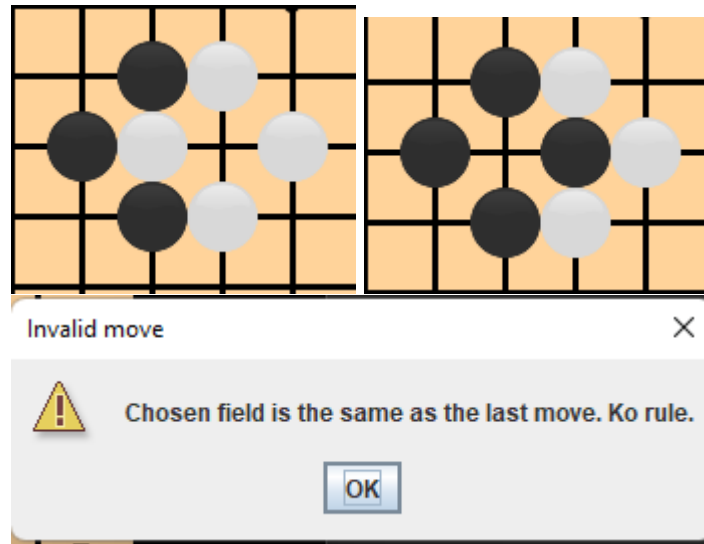 Invalid move
Chosen field is the same as the last move. Ko rule.
OK